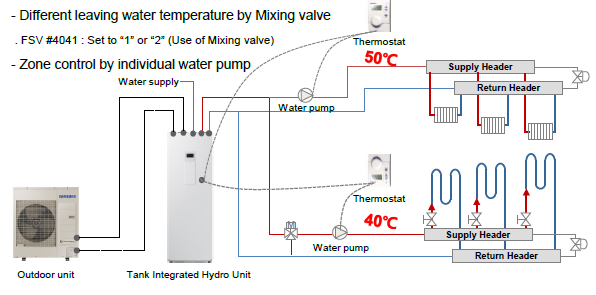 - Different leaving water temperature by Mixing valve
. FSV #4041 : Set to “1” or “2” (Use of Mixing valve)
- Zone control by individual water pump
Thermostat
Water supply
50℃
Supply Header
Return Header
Water pump
Thermostat
40℃
Water pump
Supply Header
Return Header
SAMSUNG
Outdoor unit
Tank Integrated Hydro Unit